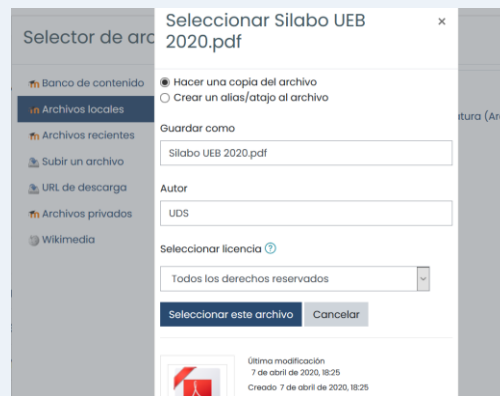 Selector de arc
Banco de contenido
Archivos locales
Archivos recientes
Subir un archivo
URL de descarga
Archivos privados
Wikimedia
Seleccionar Silabo UEB
2020.pdf
×
Hacer una copia del archivo
Crear un alias/atajo al archivo
Guardar como
Silabo UEB 2020.pdf
Autor
UDS
Seleccionar licencia ?
Todos los derechos reservados
Seleccionar este archivo Cancelar
Última modificación
7 de abril de 2020, 18:25
Creado 7 de abril de 2020, 18:25
tura (Ar